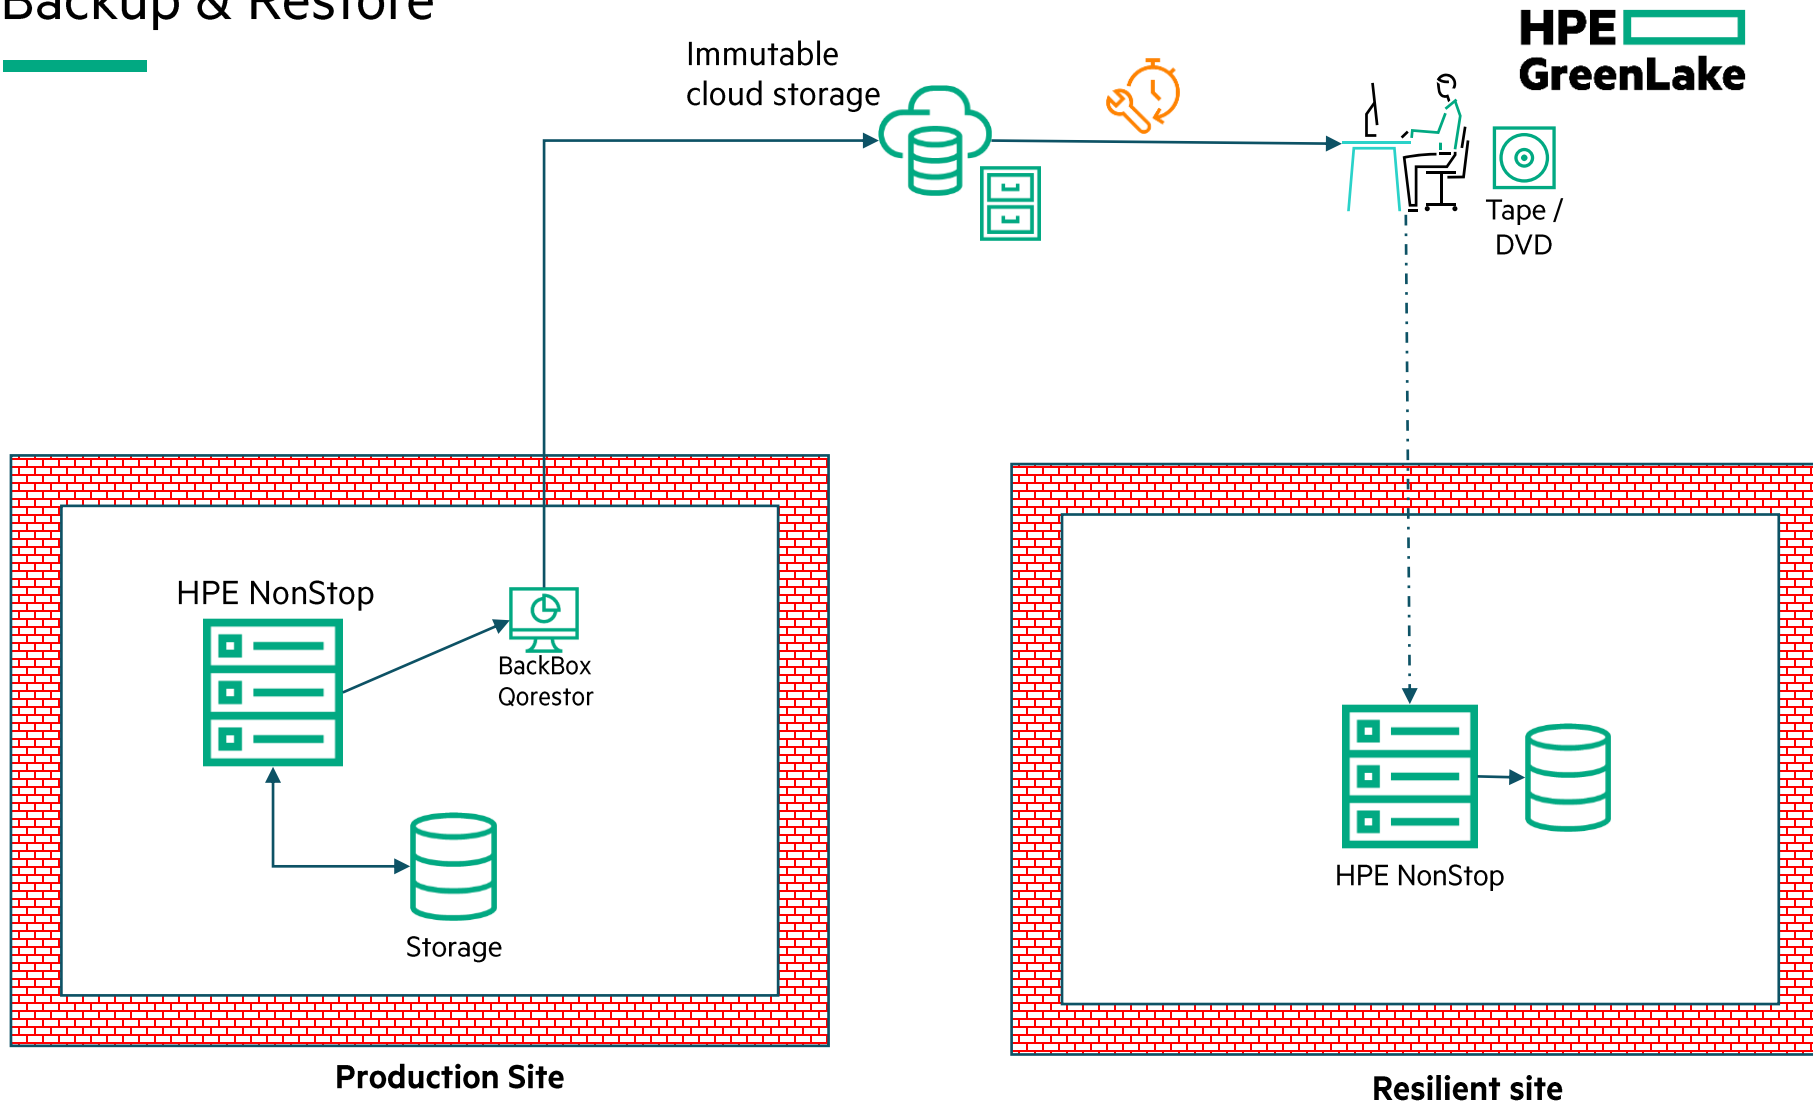 Backup & Restore
HPE
GreenLake
Immutable
cloud storage
Tape /
DVD
HPE NonStop
BackBox
Qorestor
Storage
HPE NonStop
Production Site
Resilient site